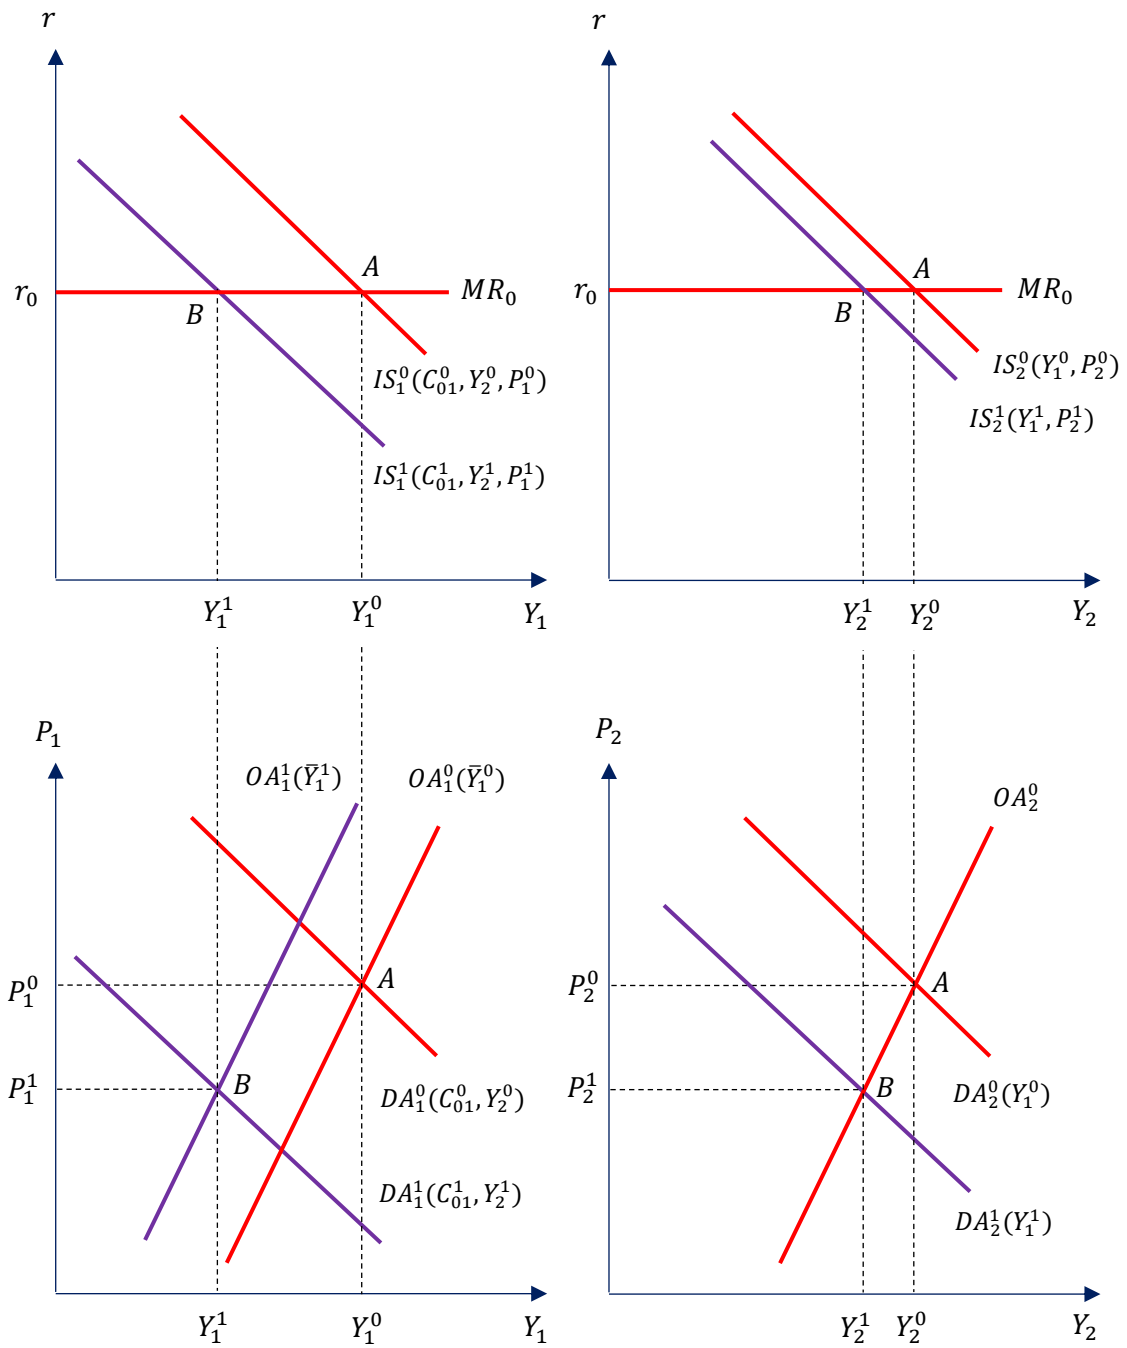 r
A
r₀
MR₀
B
IS₁⁰(C₀₁⁰, Y₂⁰, P₁⁰)
IS₁¹(C₀₁¹, Y₂¹, P₁¹)
Y₁¹
Y₁⁰
Y₁
r
A
r₀
MR₀
B
IS₂⁰(Y₁⁰, P₂⁰)
IS₂¹(Y₁¹, P₂¹)
Y₂¹
Y₂⁰
Y₂
P₁
OA₁¹(Ȳ₁¹)
OA₁⁰(Ȳ₁⁰)
P₁⁰
A
P₁¹
B
DA₁⁰(C₀₁⁰, Y₂⁰)
DA₁¹(C₀₁¹, Y₂¹)
Y₁¹
Y₁⁰
Y₁
P₂
OA₂⁰
P₂⁰
A
P₂¹
B
DA₂⁰(Y₁⁰)
DA₂¹(Y₁¹)
Y₂¹
Y₂⁰
Y₂